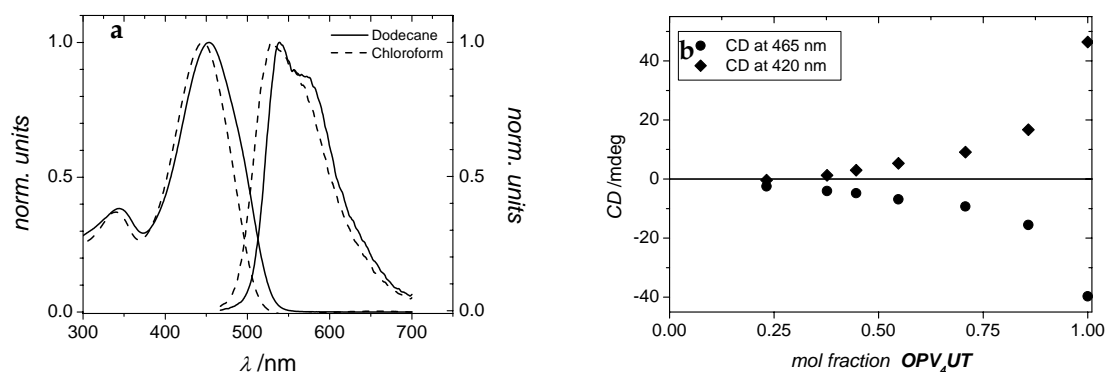 a
Dodecane
Chloroform
norm. units
1.0
0.5
0.0
300 400 500 600 700
λ /nm
1.0
0.5
0.0
norm. units
b
CD at 465 nm
CD at 420 nm
CD /mdeg
40
20
0
-20
-40
0.00 0.25 0.50 0.75 1.00
mol fraction OPV4UT